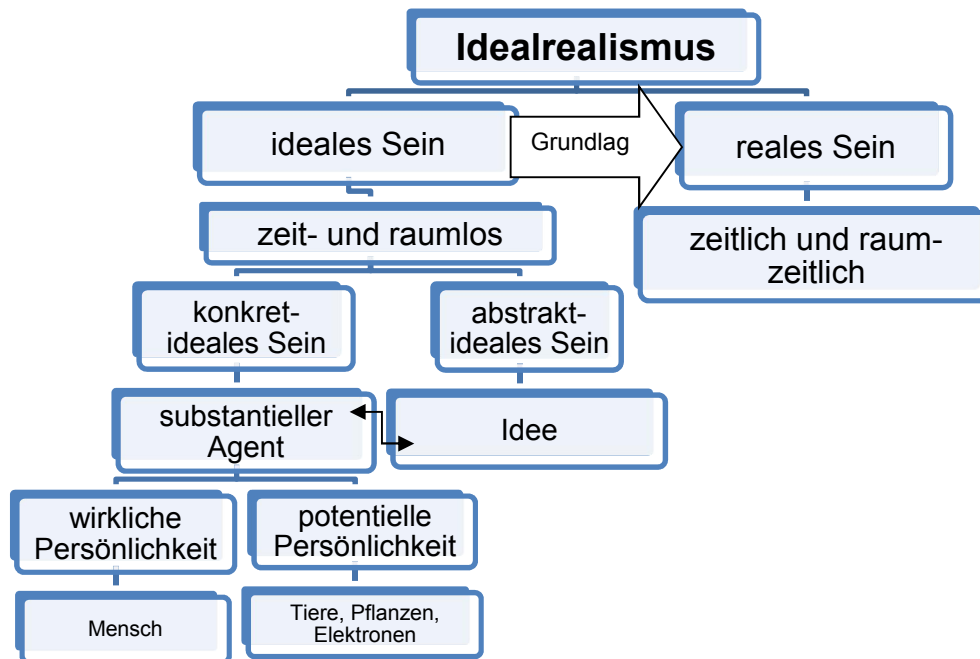 Idealrealismus
ideales Sein
Grundlag
reales Sein
zeit- und raumlos
zeitlich und raum-
zeitlich
konkret-
ideales Sein
abstrakt-
ideales Sein
substantieller
Agent
Idee
wirkliche
Persönlichkeit
potentielle
Persönlichkeit
Mensch
Tiere, Pflanzen,
Elektronen